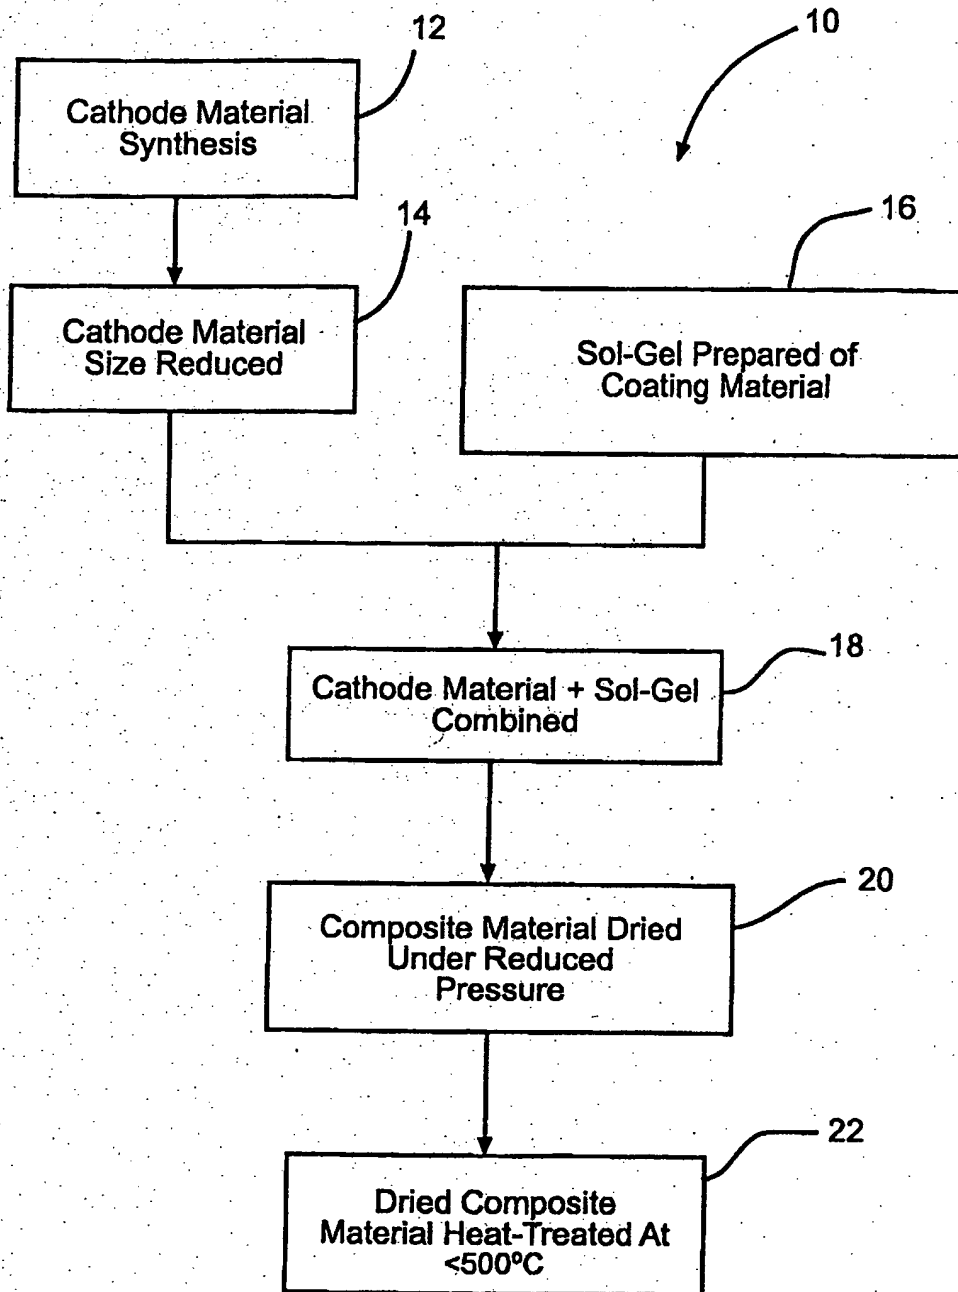 12
10
Cathode Material
Synthesis
14
16
Cathode Material
Size Reduced
Sol-Gel Prepared of
Coating Material
18
Cathode Material + Sol-Gel
Combined
20
Composite Material Dried
Under Reduced
Pressure
22
Dried Composite
Material Heat-Treated At
<500ºC